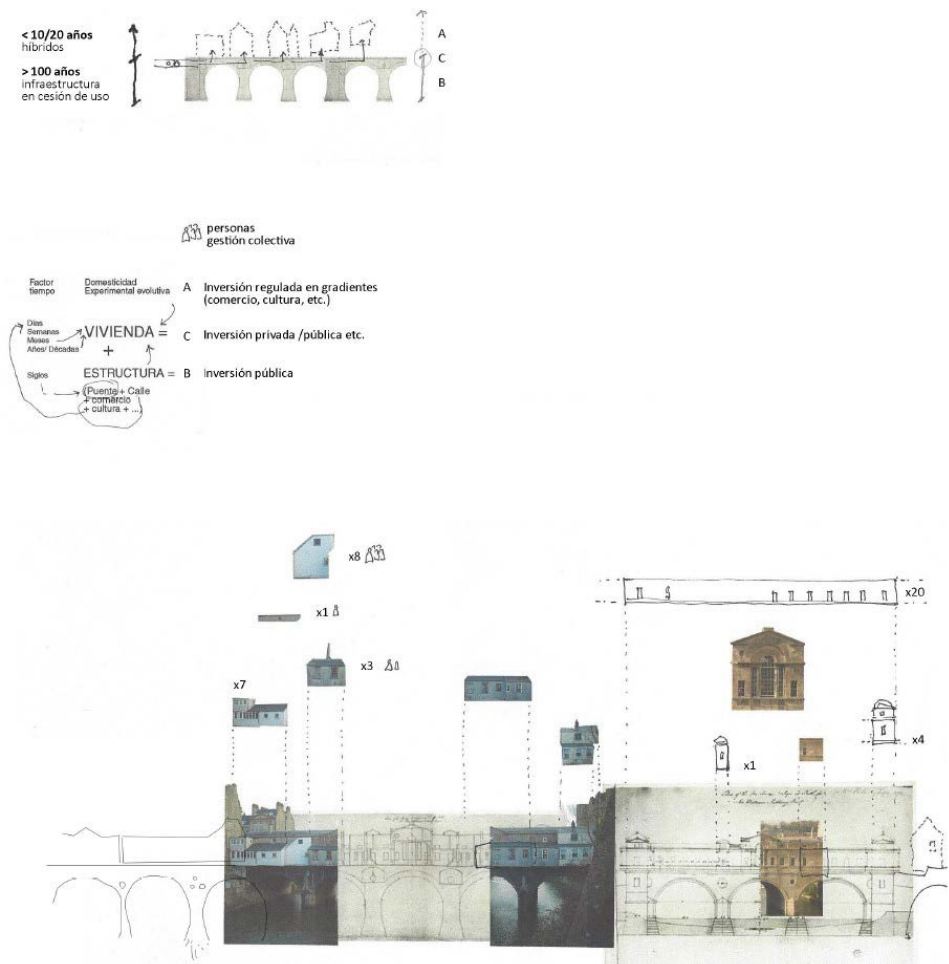 < 10/20 años
híbridos
> 100 años
infraestructura
en cesión de uso
A
C
B
personas
gestión colectiva
Factor
tiempo
Domesticidad
Experimental evolutiva
A Inversión regulada en gradientes
(comercio, cultura, etc.)
Días
Semanas
Meses
Años/ Décadas
VIVIENDA =
C Inversión privada /pública etc.
+
Siglos
ESTRUCTURA =
B Inversión pública
(Puente + Calle
+ comercio
+ cultura + ...)
x8
x1
x3
x7
x20
x4
x1